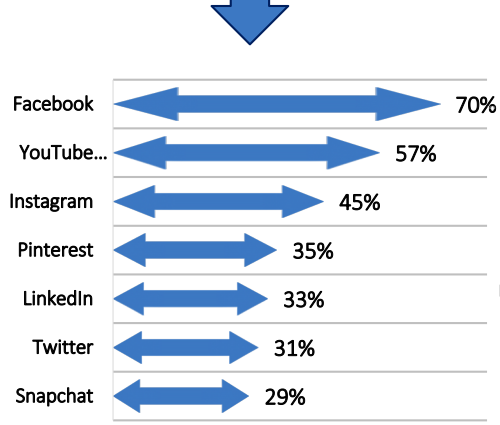 Facebook 70%
YouTube... 57%
Instagram 45%
Pinterest 35%
LinkedIn 33%
Twitter 31%
Snapchat 29%